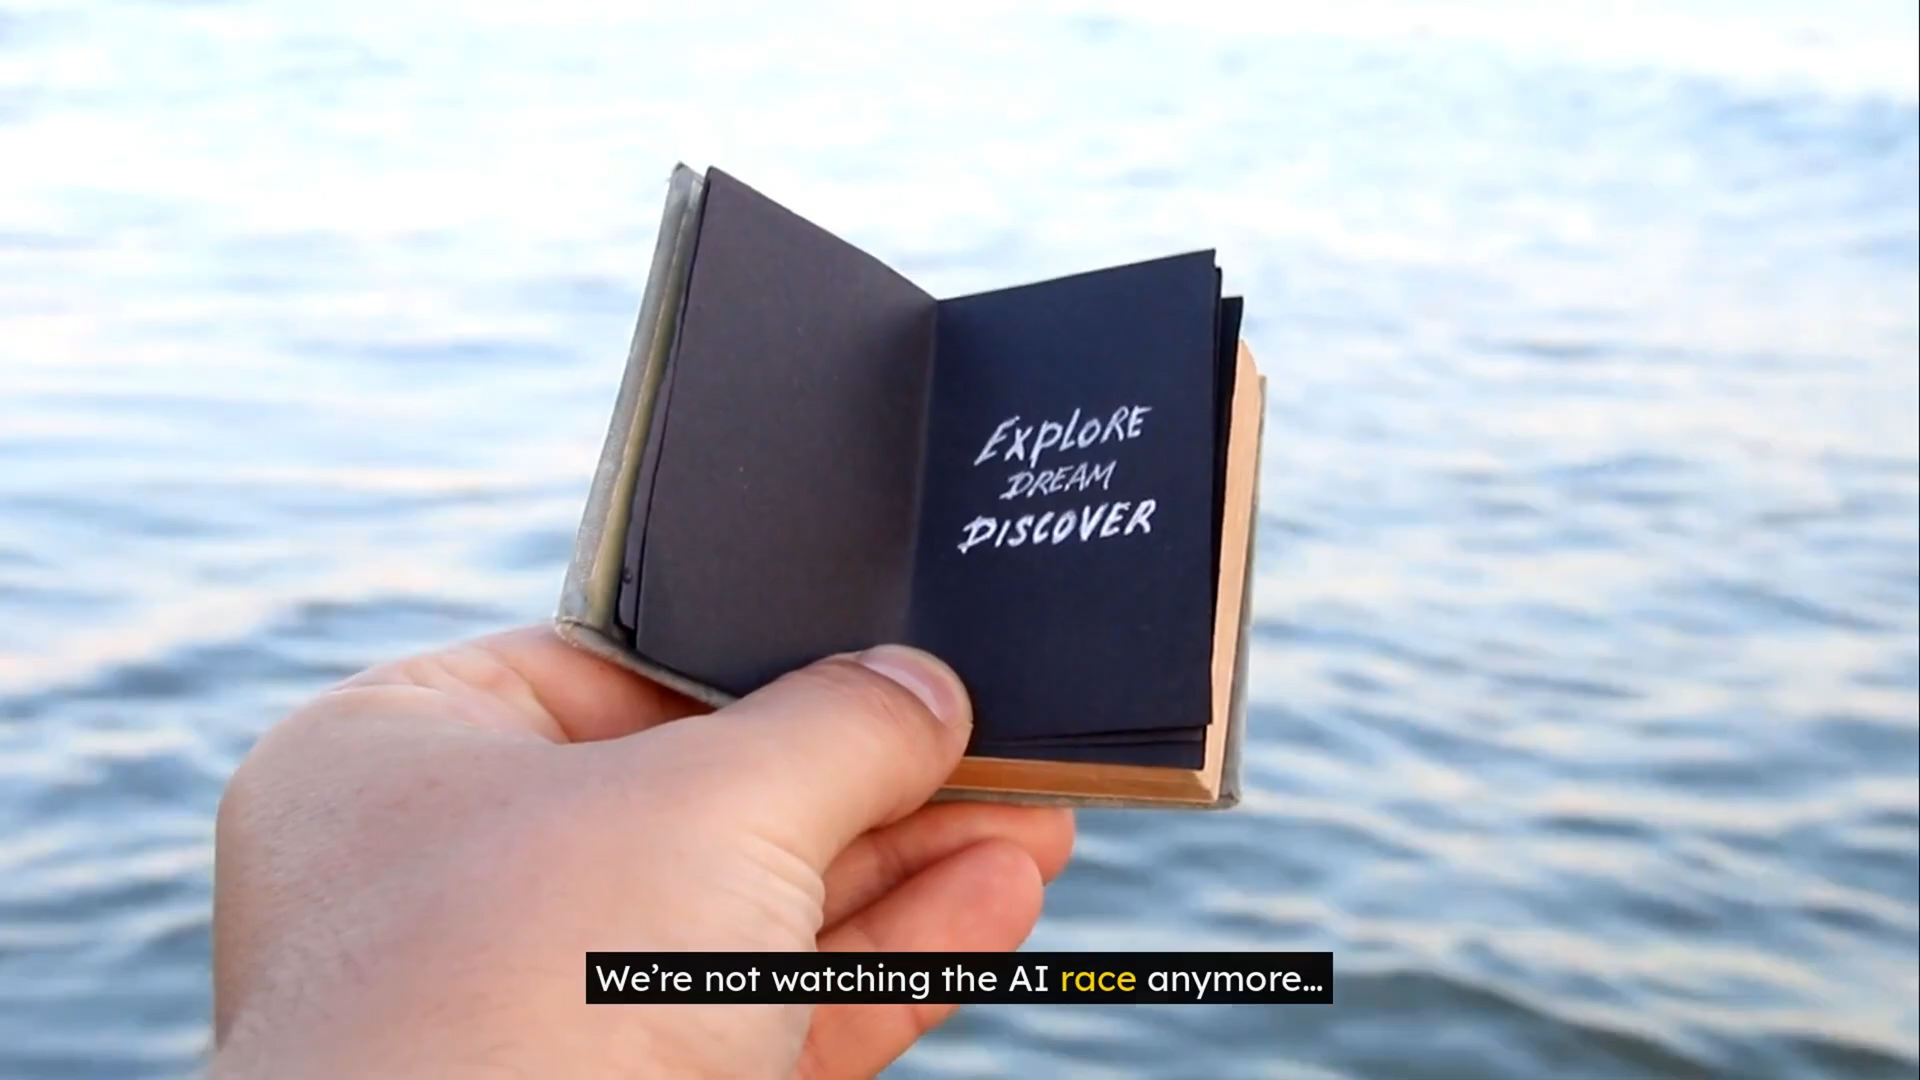 EXPLORE
DREAM
DISCOVER
We’re not watching the AI race anymore...